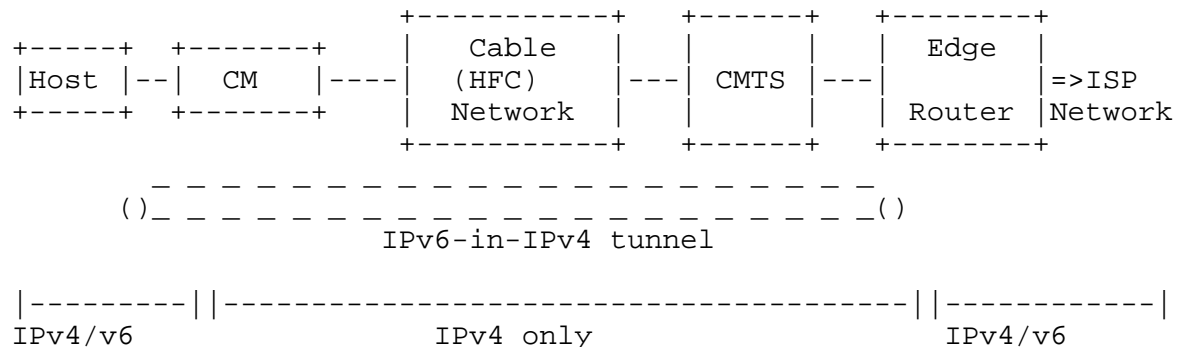 Cable Edge
Host CM (HFC) CMTS =>ISP
Network Router Network
() ()
IPv6-in-IPv4 tunnel
IPv4/v6 IPv4 only IPv4/v6